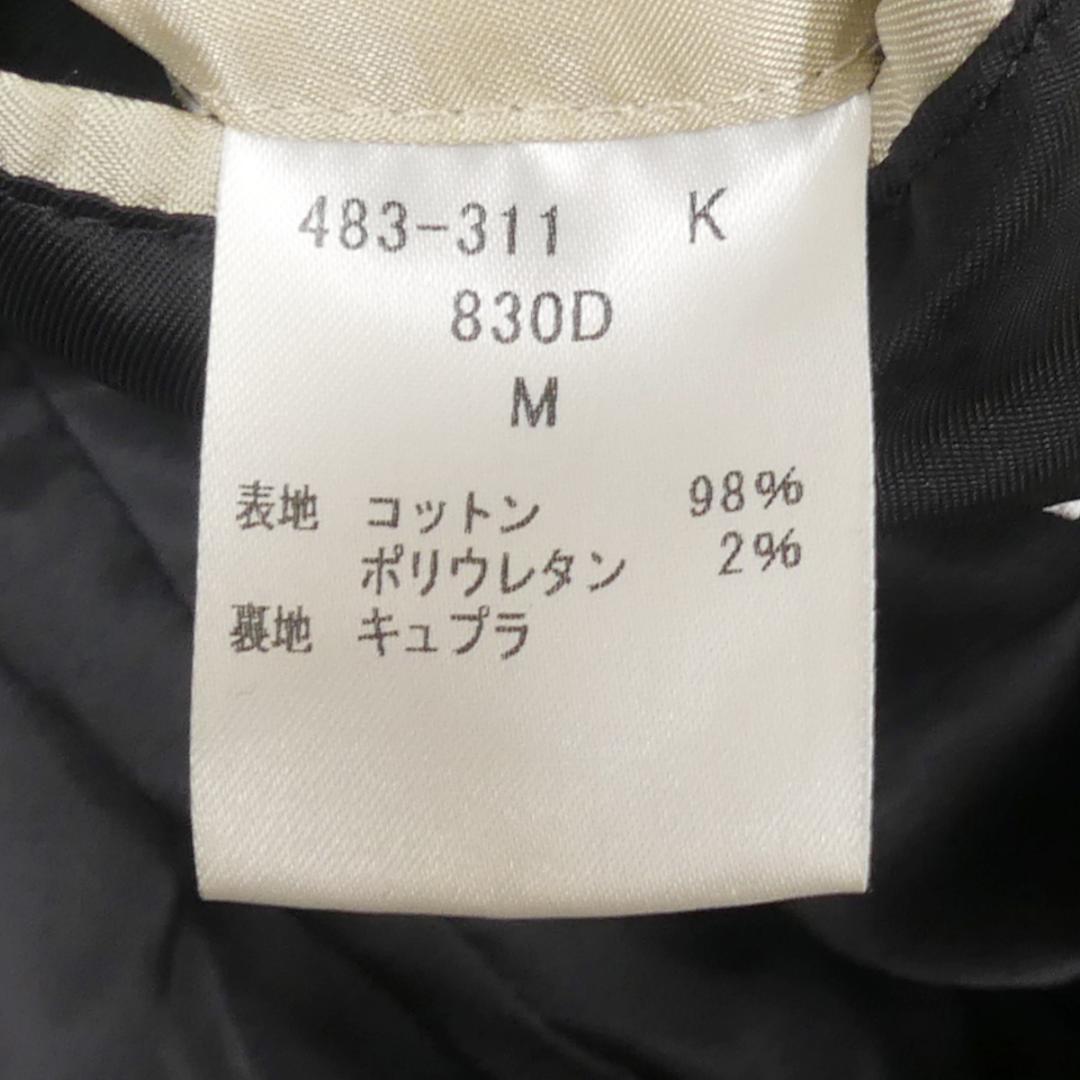 483-311 K
830D
M
表地 コットン 98%
ポリウレタン 2%
裏地 キュプラ